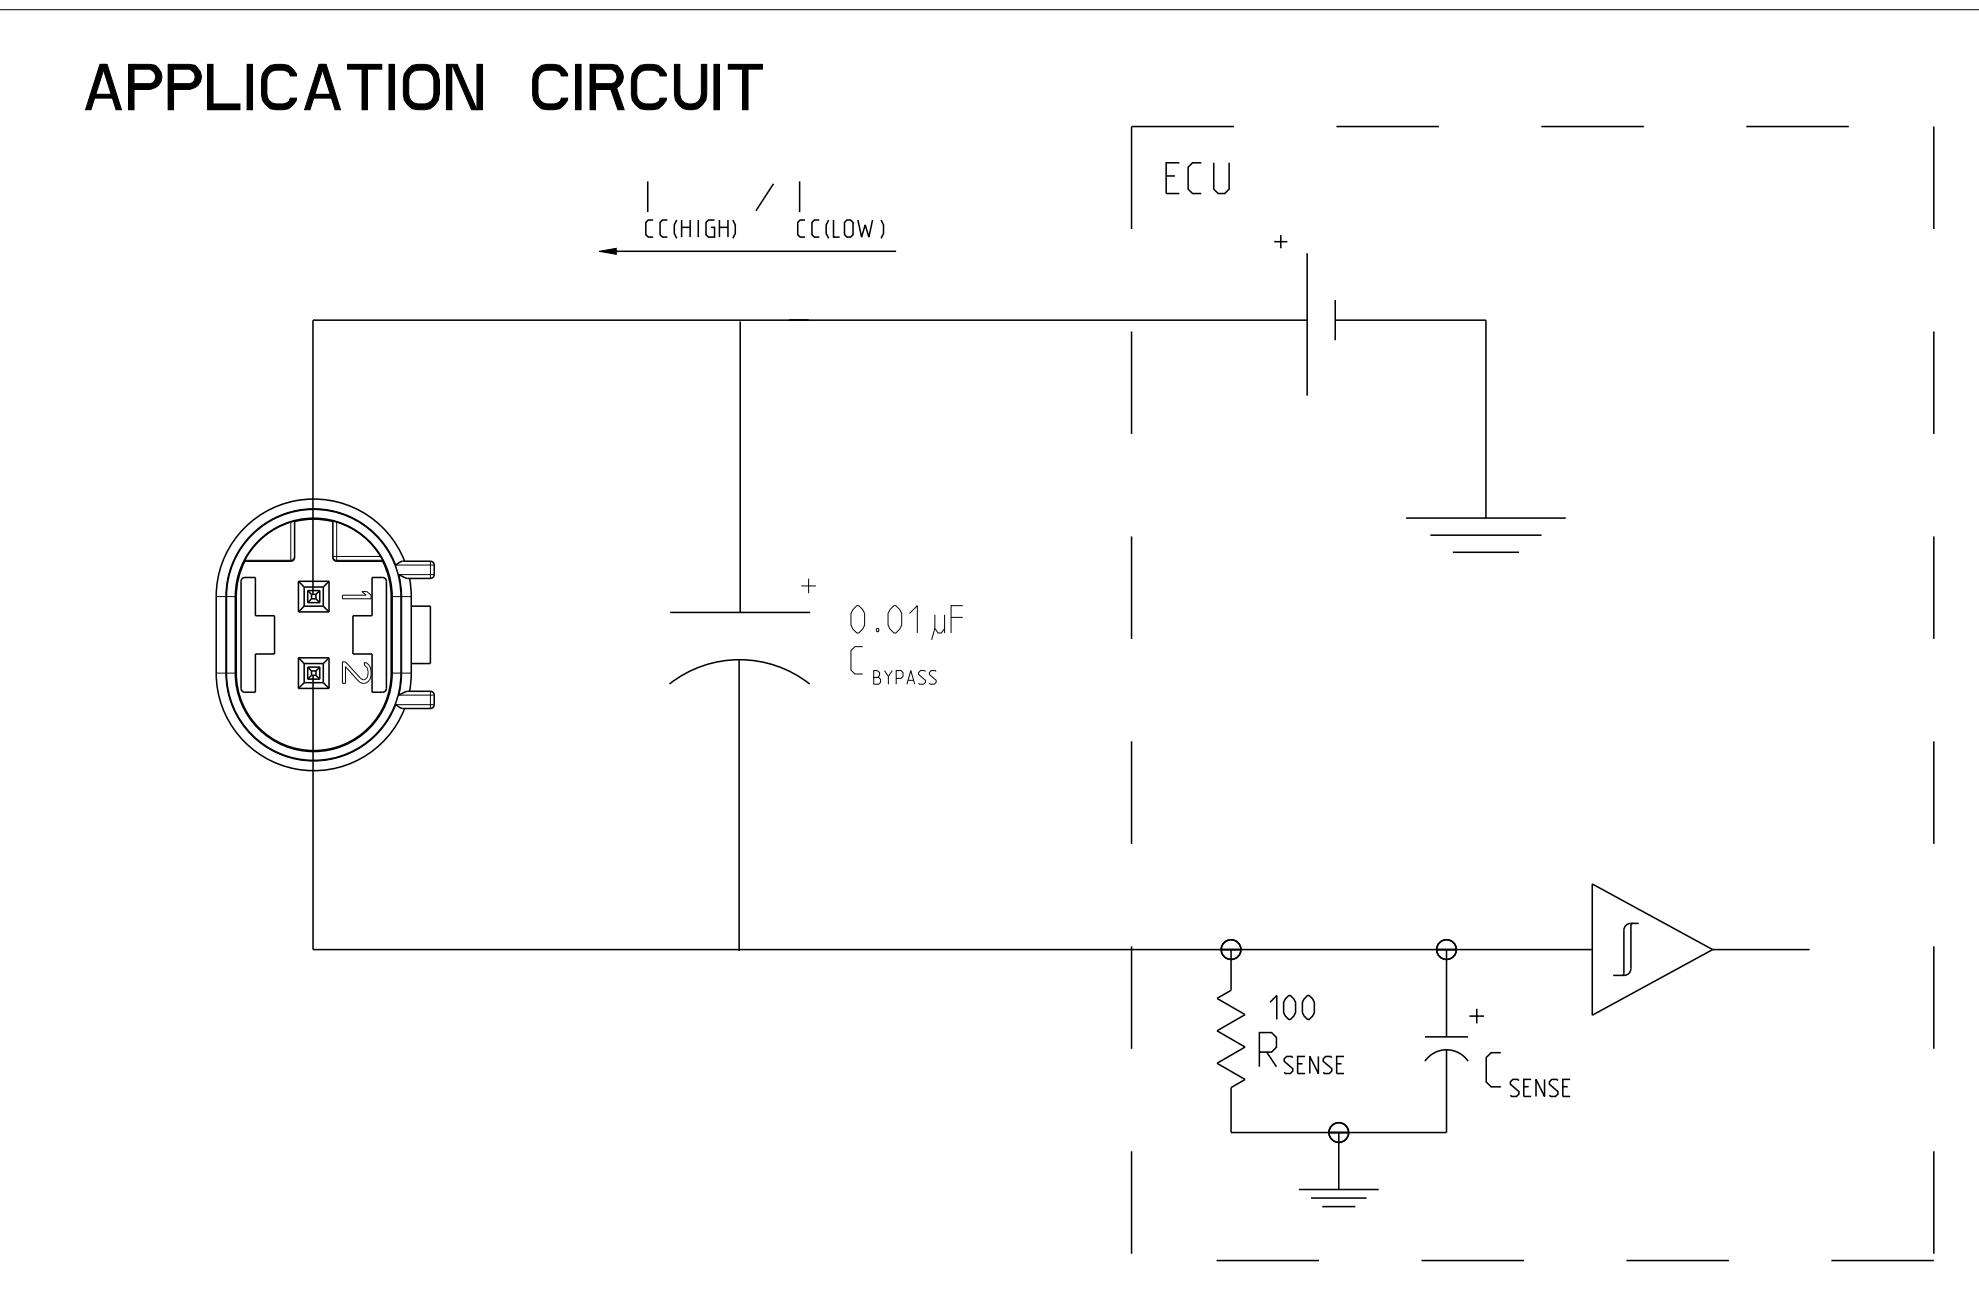 APPLICATION CIRCUIT
ECU
I CC(HIGH) / I CC(LOW)
+
1
2
+
0.01µF
C BYPASS
100
R SENSE
+
C SENSE